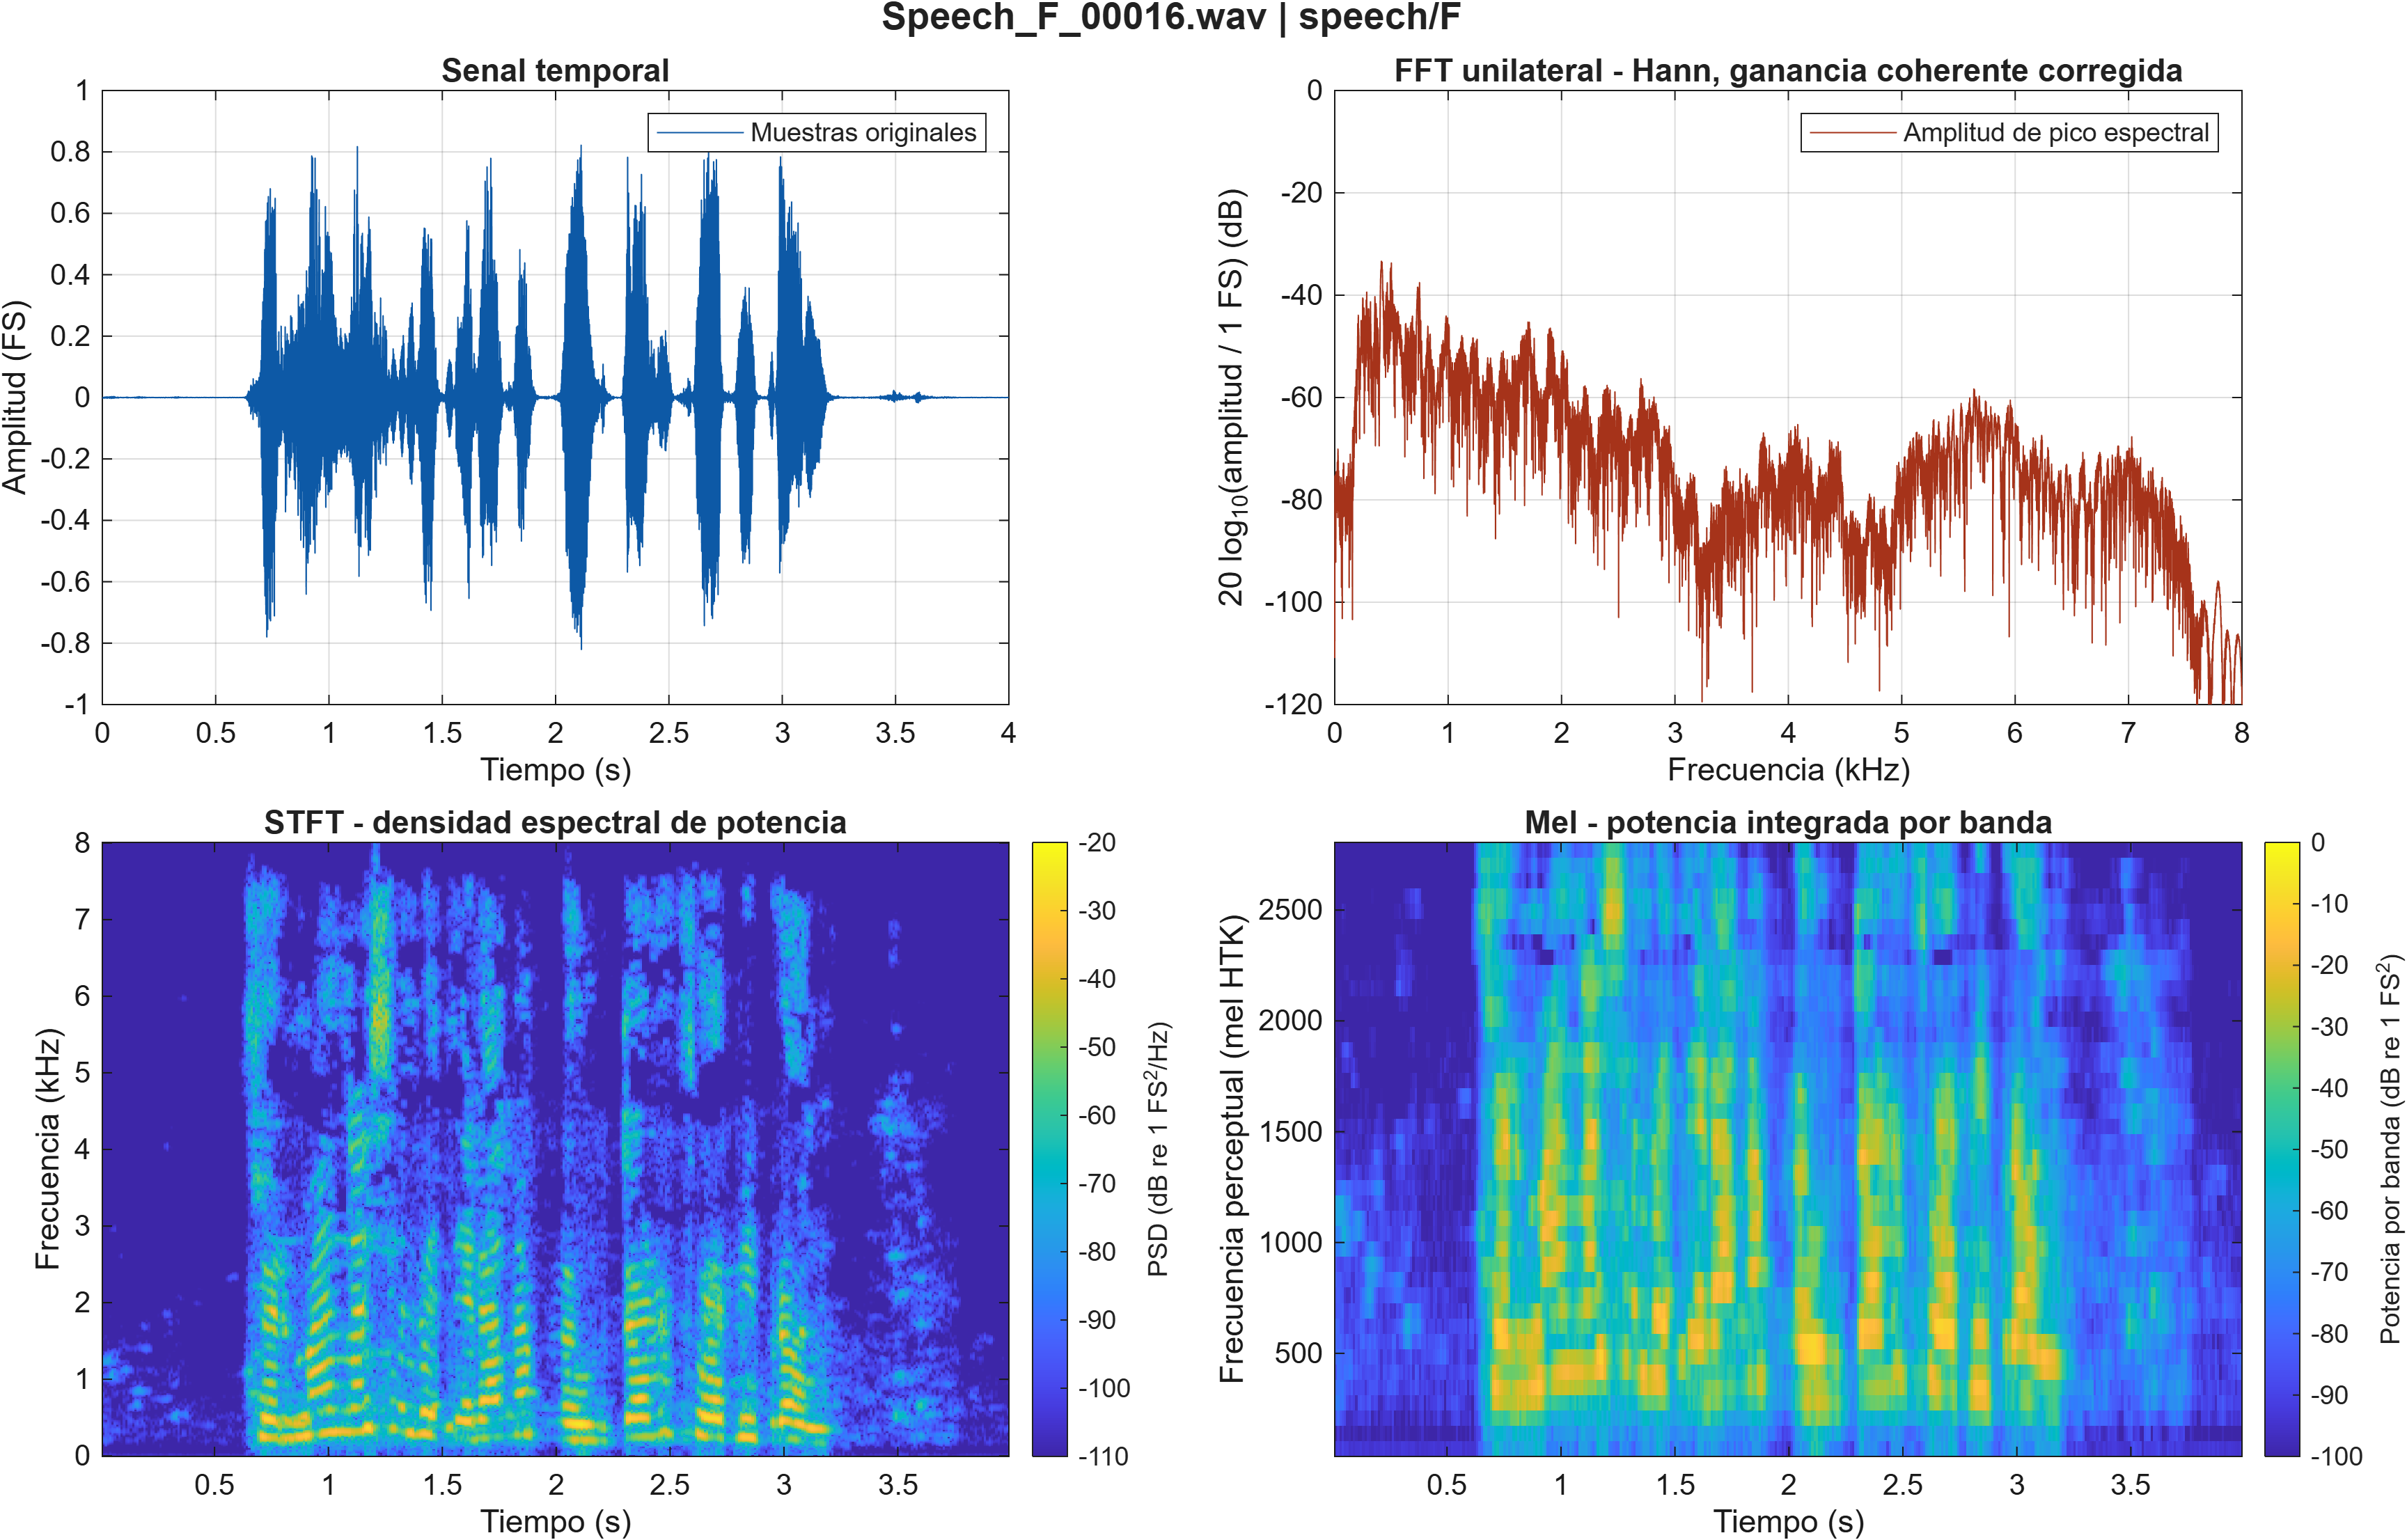 Speech_F_00016.wav | speech/F
Senal temporal
Muestras originales
1
0.8
0.6
0.4
0.2
0
-0.2
-0.4
-0.6
-0.8
-1
Amplitud (FS)
0 0.5 1 1.5 2 2.5 3 3.5 4
Tiempo (s)
FFT unilateral - Hann, ganancia coherente corregida
Amplitud de pico espectral
0
-20
-40
-60
-80
-100
-120
20 log10(amplitud / 1 FS) (dB)
0 1 2 3 4 5 6 7 8
Frecuencia (kHz)
STFT - densidad espectral de potencia
8
7
6
5
4
3
2
1
0
Frecuencia (kHz)
0.5 1 1.5 2 2.5 3 3.5
Tiempo (s)
-20
-30
-40
-50
-60
-70
-80
-90
-100
-110
PSD (dB re 1 FS²/Hz)
Mel - potencia integrada por banda
2500
2000
1500
1000
500
Frecuencia perceptual (mel HTK)
0.5 1 1.5 2 2.5 3 3.5
Tiempo (s)
0
-10
-20
-30
-40
-50
-60
-70
-80
-90
-100
Potencia por banda (dB re 1 FS²)